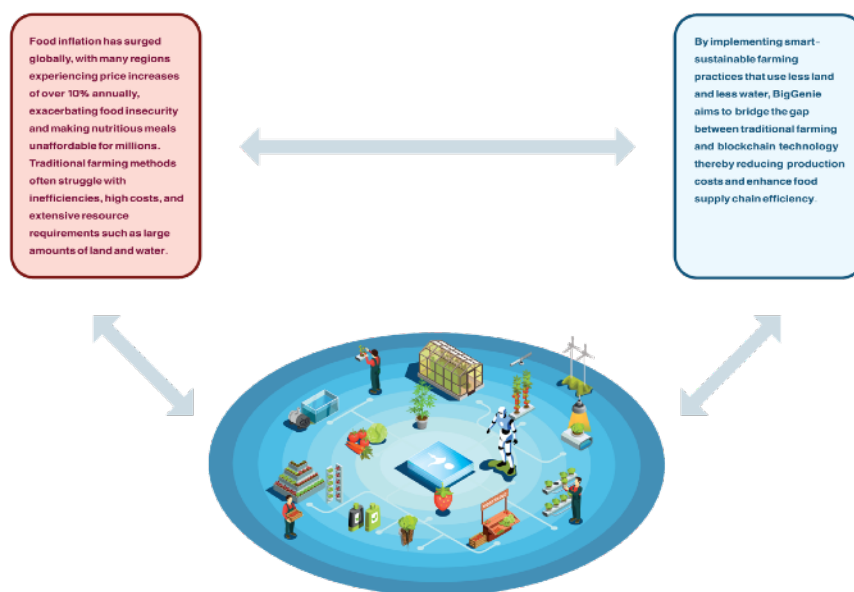 Food inflation has surged
globally, with many regions
experiencing price increases
of over 10% annually,
exacerbating food insecurity
and making nutritious meals
unaffordable for millions.
Traditional farming methods
often struggle with
inefficiencies, high costs, and
extensive resource
requirements such as large
amounts of land and water.
By implementing smart-
sustainable farming
practices that use less land
and less water, BigGenie
aims to bridge the gap
between traditional farming
and blockchain technology
thereby reducing production
costs and enhance food
supply chain efficiency.